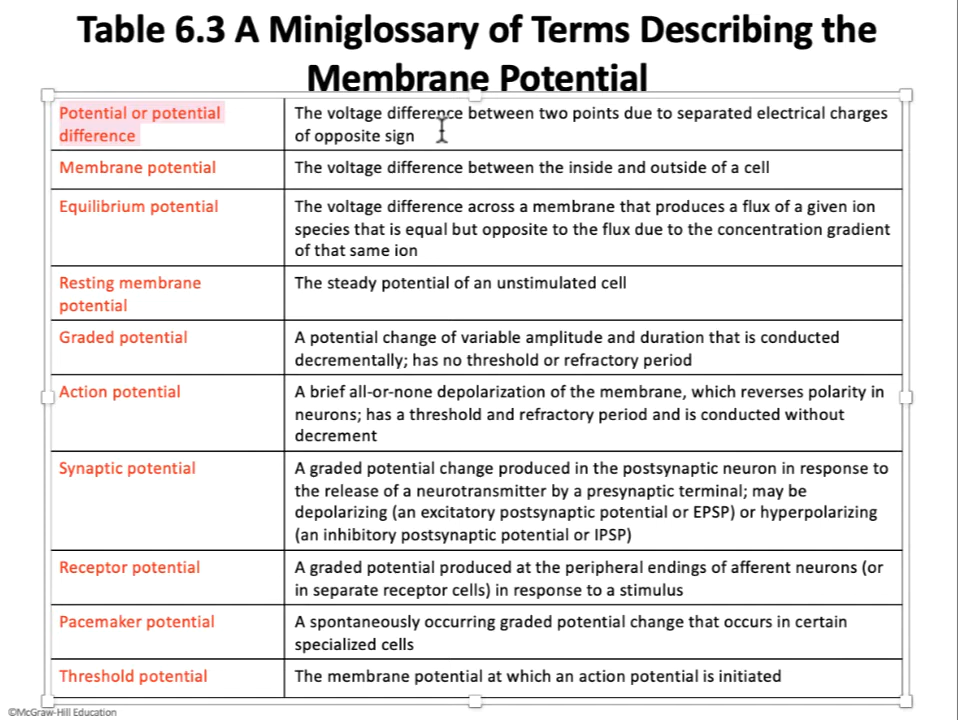 Table 6.3 A Miniglossary of Terms Describing the
Membrane Potential
Potential or potential
difference
The voltage difference between two points due to separated electrical charges
of opposite sign
Membrane potential
The voltage difference between the inside and outside of a cell
Equilibrium potential
The voltage difference across a membrane that produces a flux of a given ion
species that is equal but opposite to the flux due to the concentration gradient
of that same ion
Resting membrane
potential
The steady potential of an unstimulated cell
Graded potential
A potential change of variable amplitude and duration that is conducted
decrementally; has no threshold or refractory period
Action potential
A brief all-or-none depolarization of the membrane, which reverses polarity in
neurons; has a threshold and refractory period and is conducted without
decrement
Synaptic potential
A graded potential change produced in the postsynaptic neuron in response to
the release of a neurotransmitter by a presynaptic terminal; may be
depolarizing (an excitatory postsynaptic potential or EPSP) or hyperpolarizing
(an inhibitory postsynaptic potential or IPSP)
Receptor potential
A graded potential produced at the peripheral endings of afferent neurons (or
in separate receptor cells) in response to a stimulus
Pacemaker potential
A spontaneously occurring graded potential change that occurs in certain
specialized cells
Threshold potential
The membrane potential at which an action potential is initiated
©McGraw-Hill Education